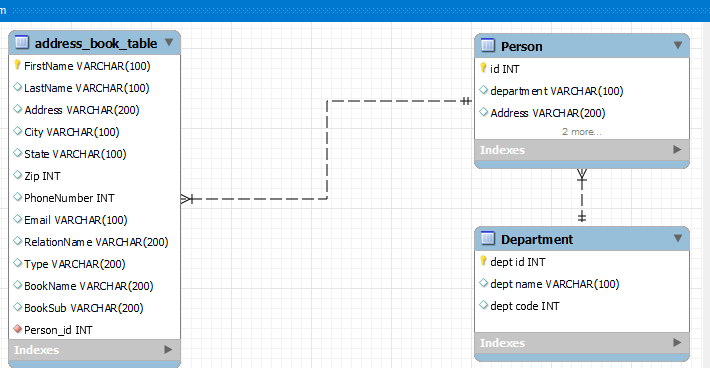 m
address_book_table
FirstName VARCHAR(100)
LastName VARCHAR(100)
Address VARCHAR(200)
City VARCHAR(100)
State VARCHAR(100)
Zip INT
PhoneNumber INT
Email VARCHAR(100)
RelationName VARCHAR(200)
Type VARCHAR(200)
BookName VARCHAR(200)
BookSub VARCHAR(200)
Person_id INT
Indexes
Person
id INT
department VARCHAR(100)
Address VARCHAR(200)
2 more...
Indexes
Department
dept id INT
dept name VARCHAR(100)
dept code INT
Indexes